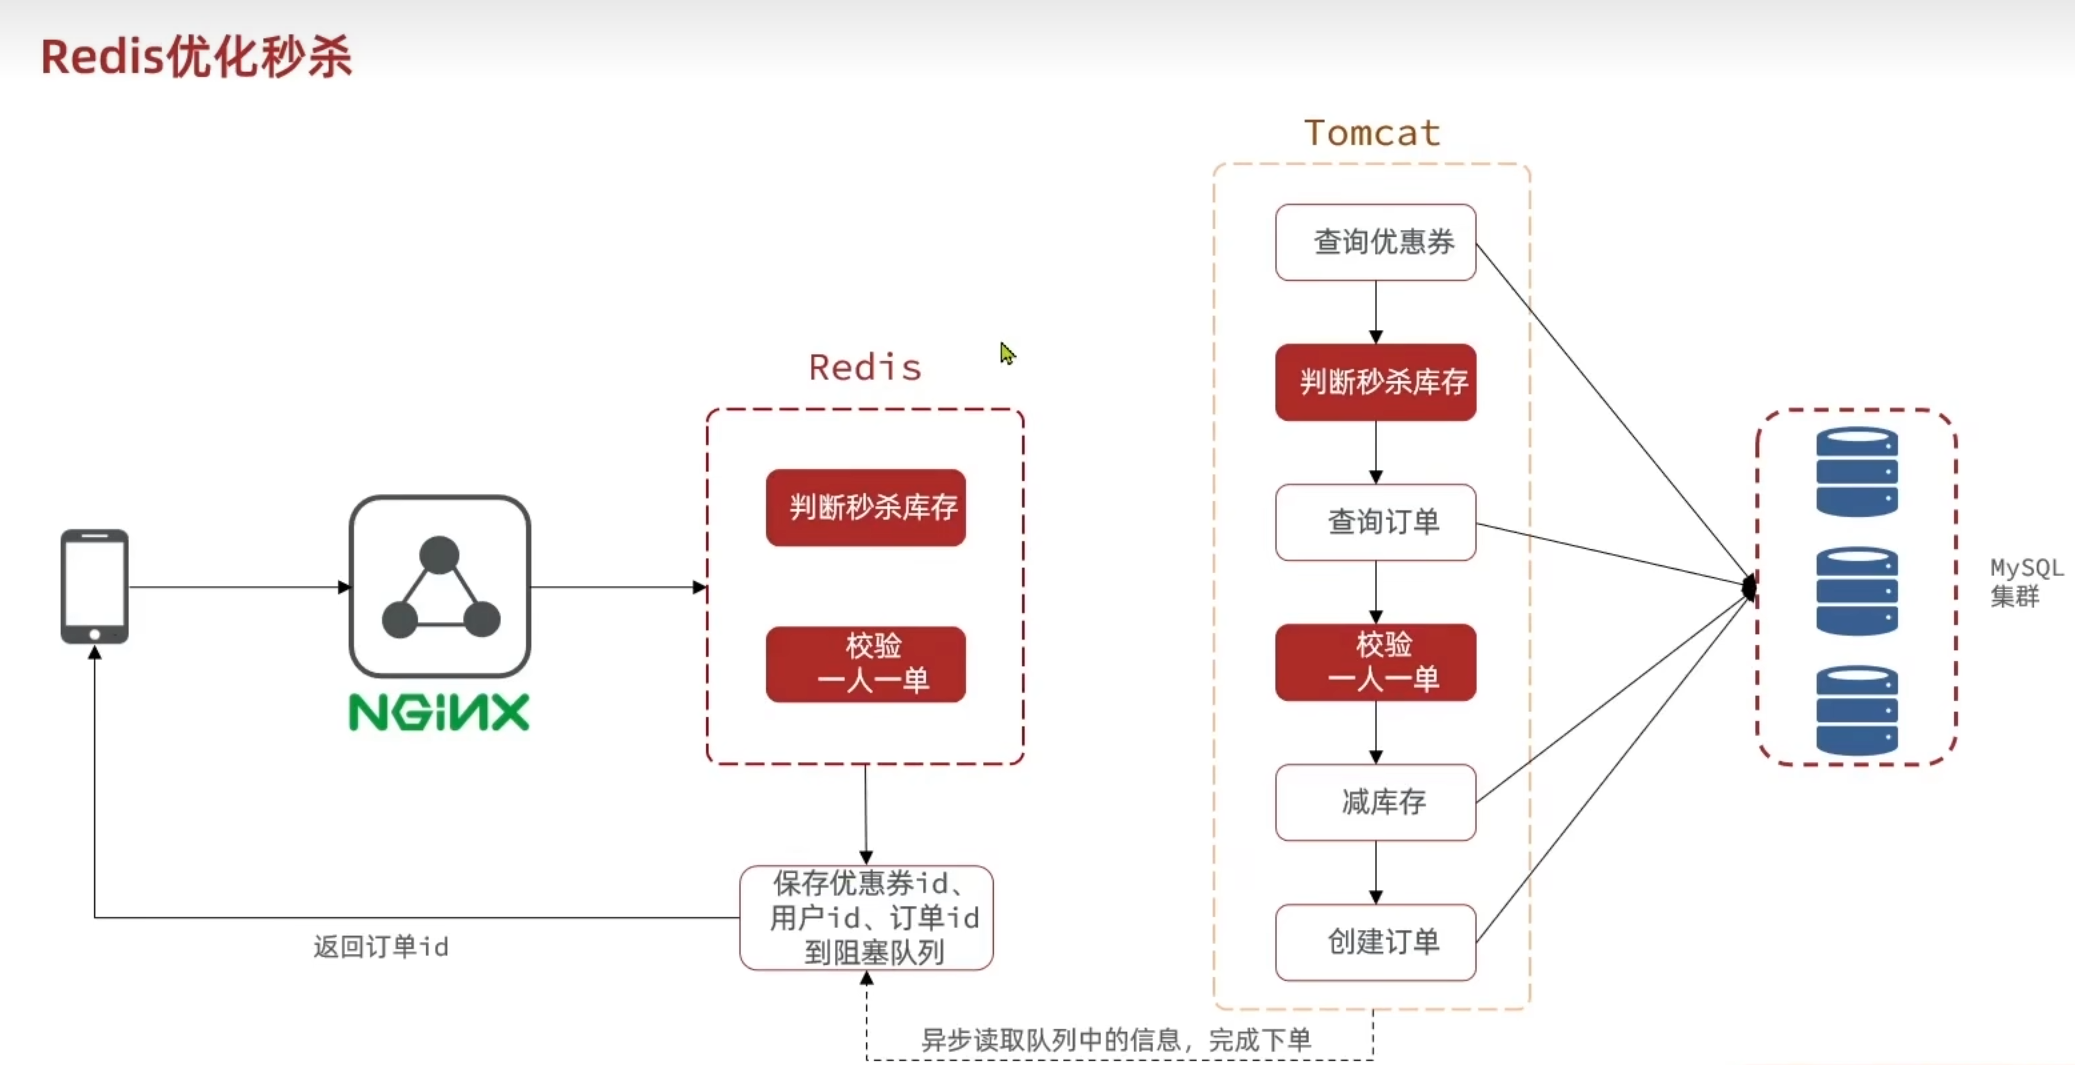 Redis优化秒杀
Tomcat
查询优惠券
判断秒杀库存
查询订单
校验
一人一单
减库存
创建订单
Redis
判断秒杀库存
校验
一人一单
NGINX
MySQL
集群
保存优惠券id、
用户id、订单id
到阻塞队列
返回订单id
异步读取队列中的信息，完成下单